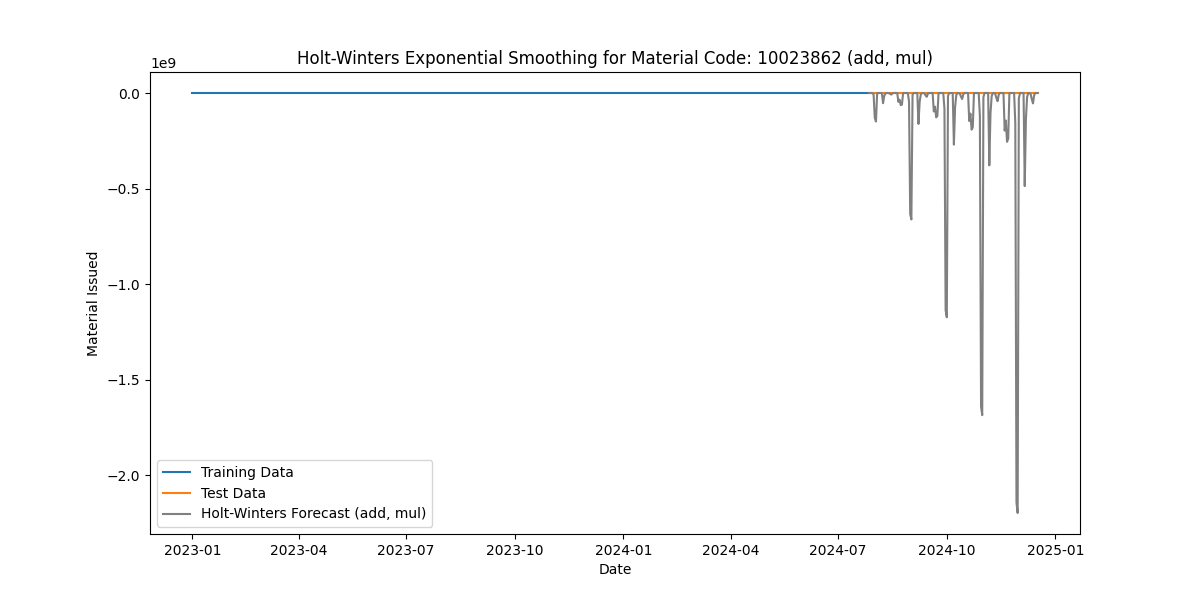 Holt-Winters Exponential Smoothing for Material Code: 10023862 (add, mul)
1e9
0.0
−0.5
−1.0
−1.5
−2.0
Material Issued
Training Data
Test Data
Holt-Winters Forecast (add, mul)
2023-01 2023-04 2023-07 2023-10 2024-01 2024-04 2024-07 2024-10 2025-01
Date